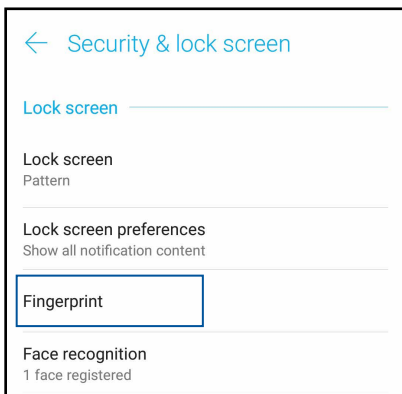 Security & lock screen
Lock screen
Lock screen
Pattern
Lock screen preferences
Show all notification content
Fingerprint
Face recognition
1 face registered